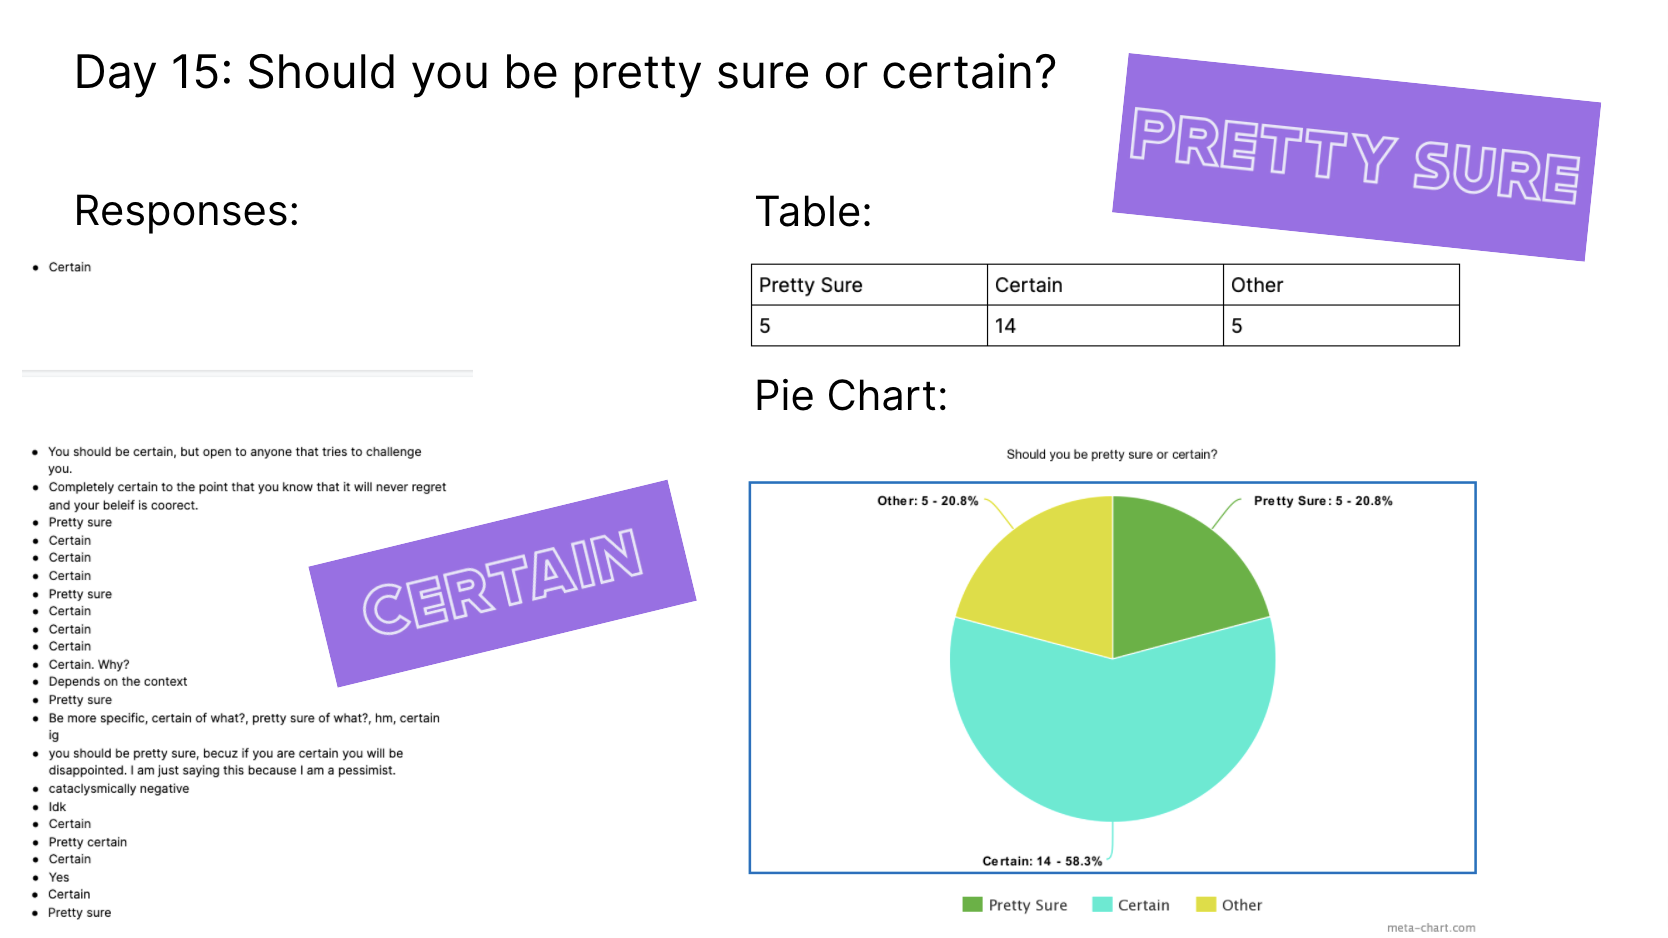 Day 15: Should you be pretty sure or certain?
PRETTY SURE
Responses:
• Certain
• You should be certain, but open to anyone that tries to challenge
you.
• Completely certain to the point that you know that it will never regret
and your beleif is coorect.
• Pretty sure
• Certain
• Certain
• Certain
• Pretty sure
• Certain
• Certain
• Certain
• Certain. Why?
• Depends on the context
• Pretty sure
• Be more specific, certain of what?, pretty sure of what?, hm, certain
ig
• you should be pretty sure, becuz if you are certain you will be
disappointed. I am just saying this because I am a pessimist.
• cataclysmically negative
• Idk
• Certain
• Pretty certain
• Certain
• Yes
• Certain
• Pretty sure
CERTAIN
Table:
Pretty Sure Certain Other
5 14 5
Pie Chart:
Should you be pretty sure or certain?
Other: 5 - 20.8%
Pretty Sure: 5 - 20.8%
Certain: 14 - 58.3%
Pretty Sure Certain Other
meta-chart.com